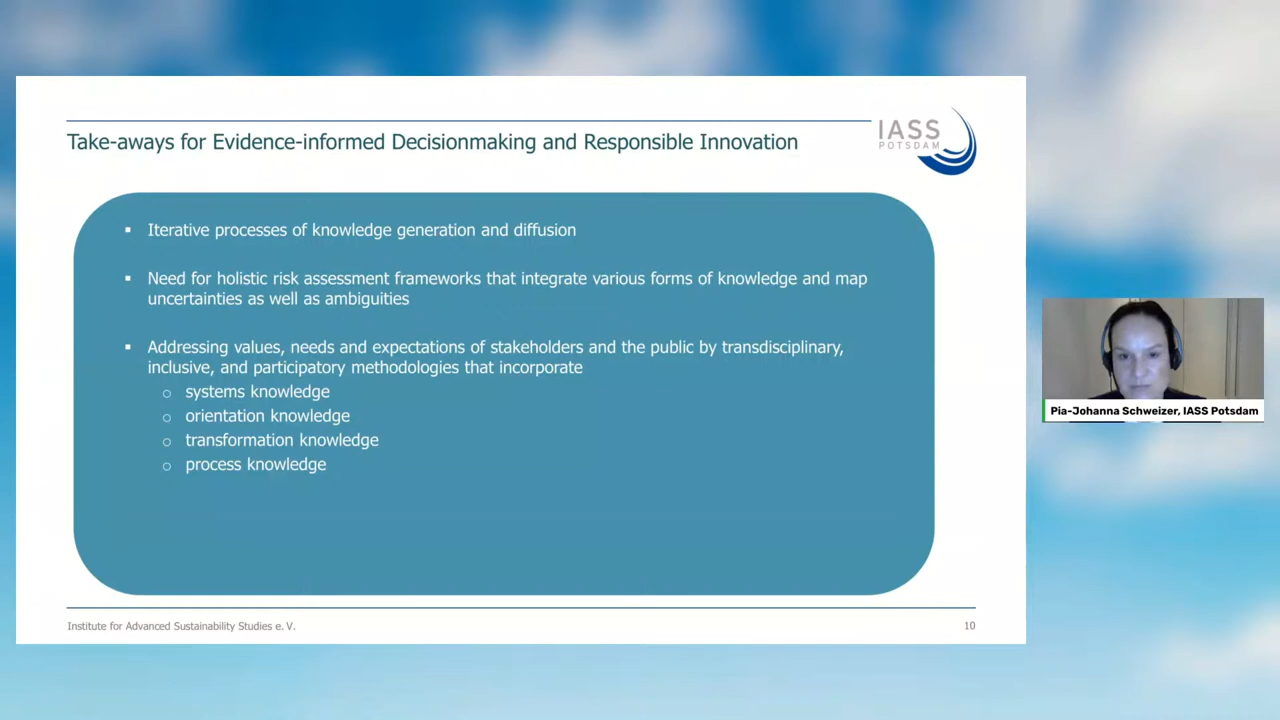 Take-aways for Evidence-informed Decisionmaking and Responsible Innovation
IASS
POTSDAM
▪ Iterative processes of knowledge generation and diffusion
▪ Need for holistic risk assessment frameworks that integrate various forms of knowledge and map
uncertainties as well as ambiguities
▪ Addressing values, needs and expectations of stakeholders and the public by transdisciplinary,
inclusive, and participatory methodologies that incorporate
○ systems knowledge
○ orientation knowledge
○ transformation knowledge
○ process knowledge
Institute for Advanced Sustainability Studies e. V.
10
Pia-Johanna Schweizer, IASS Potsdam